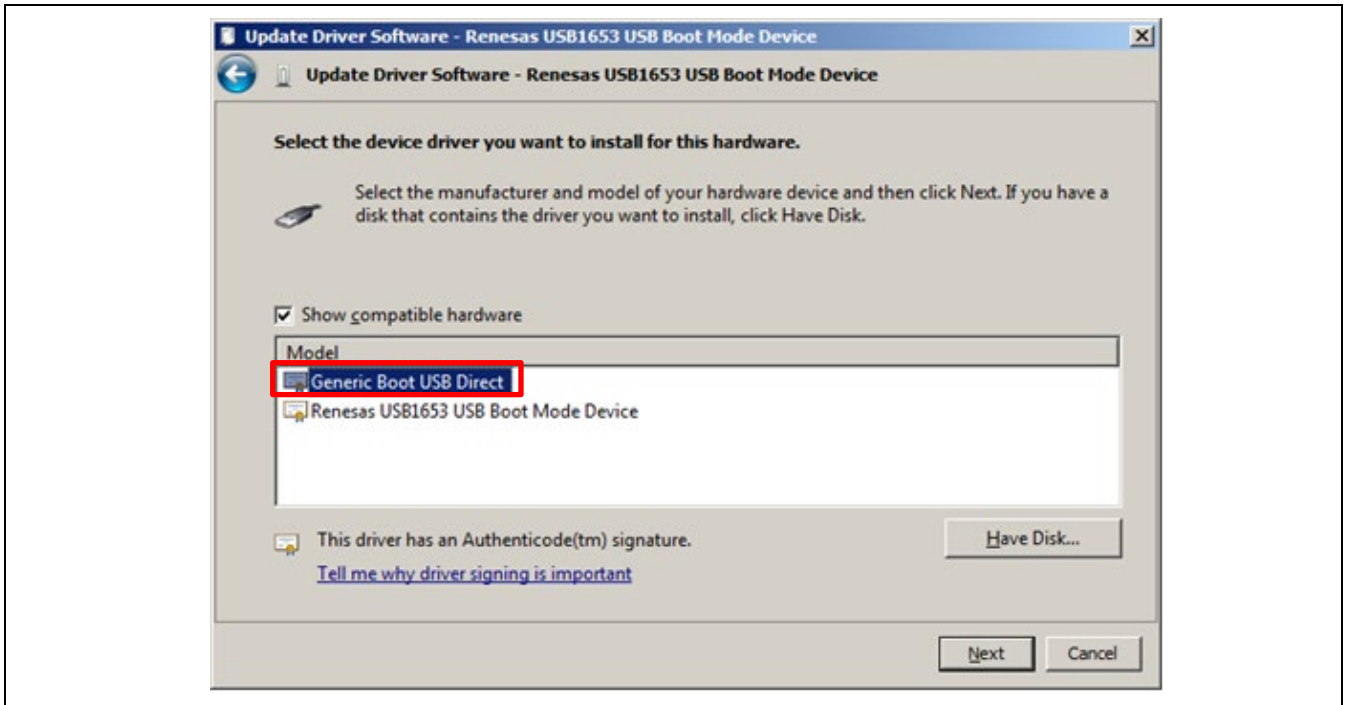 Update Driver Software - Renesas USB1653 USB Boot Mode Device
Update Driver Software - Renesas USB1653 USB Boot Mode Device
Select the device driver you want to install for this hardware.
Select the manufacturer and model of your hardware device and then click Next. If you have a
disk that contains the driver you want to install, click Have Disk.
Show compatible hardware
Model
Generic Boot USB Direct
Renesas USB1653 USB Boot Mode Device
This driver has an Authenticode(tm) signature.
Have Disk...
Tell me why driver signing is important
Next
Cancel